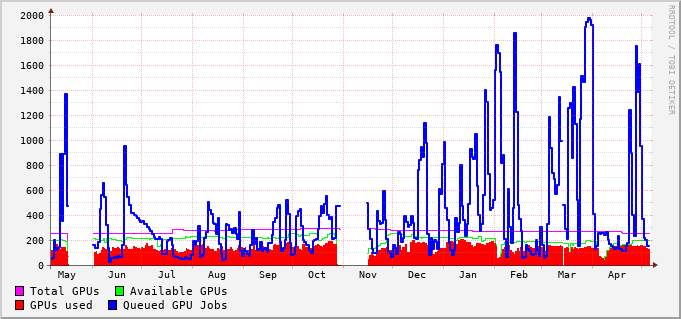 2000
1800
1600
1400
1200
1000
800
600
400
200
0
May Jun Jul Aug Sep Oct Nov Dec Jan Feb Mar Apr
Total GPUs Available GPUs
GPUs used Queued GPU Jobs
RRDTOOL / TOBI OETIKER